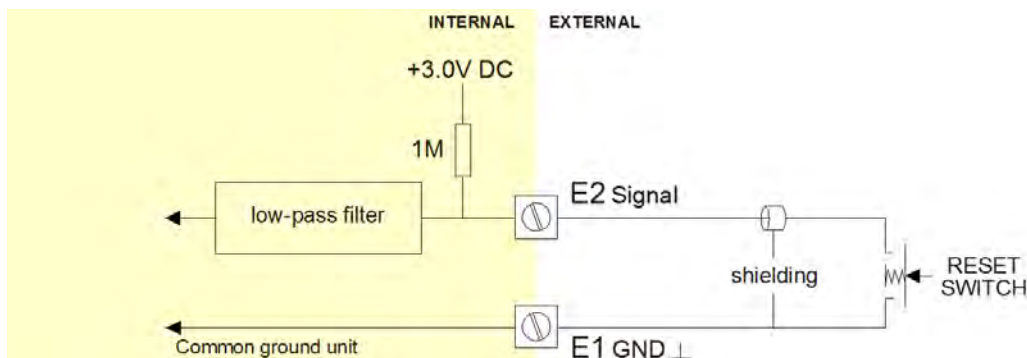 INTERNAL EXTERNAL
+3.0V DC
1M
E2 Signal
low-pass filter
shielding
RESET
SWITCH
Common ground unit
E1 GND ⊥